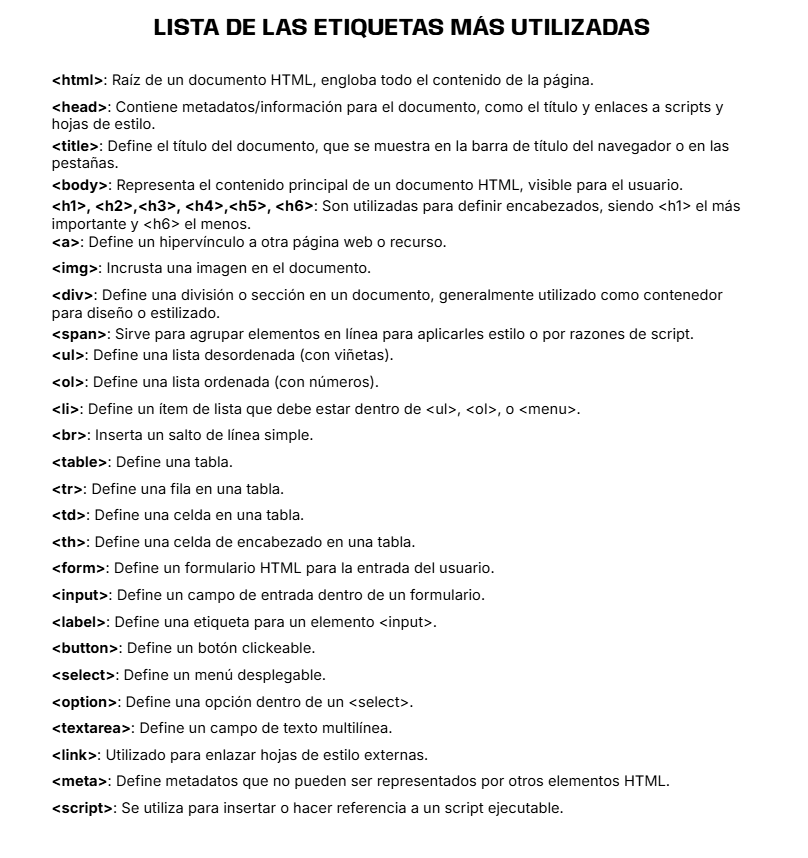 LISTA DE LAS ETIQUETAS MÁS UTILIZADAS
<html>: Raíz de un documento HTML, engloba todo el contenido de la página.
<head>: Contiene metadatos/información para el documento, como el título y enlaces a scripts y
hojas de estilo.
<title>: Define el título del documento, que se muestra en la barra de título del navegador o en las
pestañas.
<body>: Representa el contenido principal de un documento HTML, visible para el usuario.
<h1>, <h2>,<h3>, <h4>,<h5>, <h6>: Son utilizadas para definir encabezados, siendo <h1> el más
importante y <h6> el menos.
<a>: Define un hipervínculo a otra página web o recurso.
<img>: Incrusta una imagen en el documento.
<div>: Define una división o sección en un documento, generalmente utilizado como contenedor
para diseño o estilizado.
<span>: Sirve para agrupar elementos en línea para aplicarles estilo o por razones de script.
<ul>: Define una lista desordenada (con viñetas).
<ol>: Define una lista ordenada (con números).
<li>: Define un ítem de lista que debe estar dentro de <ul>, <ol>, o <menu>.
<br>: Inserta un salto de línea simple.
<table>: Define una tabla.
<tr>: Define una fila en una tabla.
<td>: Define una celda en una tabla.
<th>: Define una celda de encabezado en una tabla.
<form>: Define un formulario HTML para la entrada del usuario.
<input>: Define un campo de entrada dentro de un formulario.
<label>: Define una etiqueta para un elemento <input>.
<button>: Define un botón clickeable.
<select>: Define un menú desplegable.
<option>: Define una opción dentro de un <select>.
<textarea>: Define un campo de texto multilínea.
<link>: Utilizado para enlazar hojas de estilo externas.
<meta>: Define metadatos que no pueden ser representados por otros elementos HTML.
<script>: Se utiliza para insertar o hacer referencia a un script ejecutable.